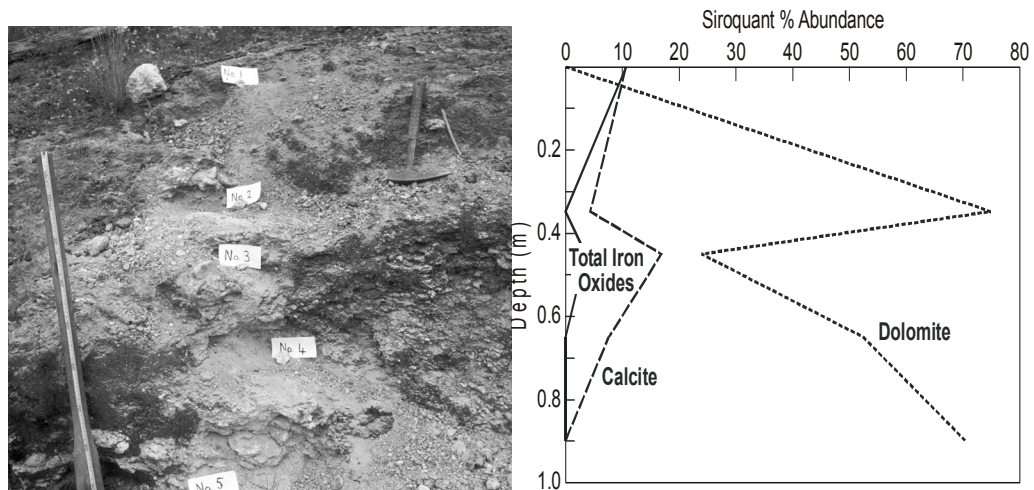 No 1
No 2
No 3
No. 4
No 5
Siroquant % Abundance
0 10 20 30 40 50 60 70 80
0.2
0.4
0.6
0.8
1.0
Depth (m)
Total Iron
Oxides
Dolomite
Calcite